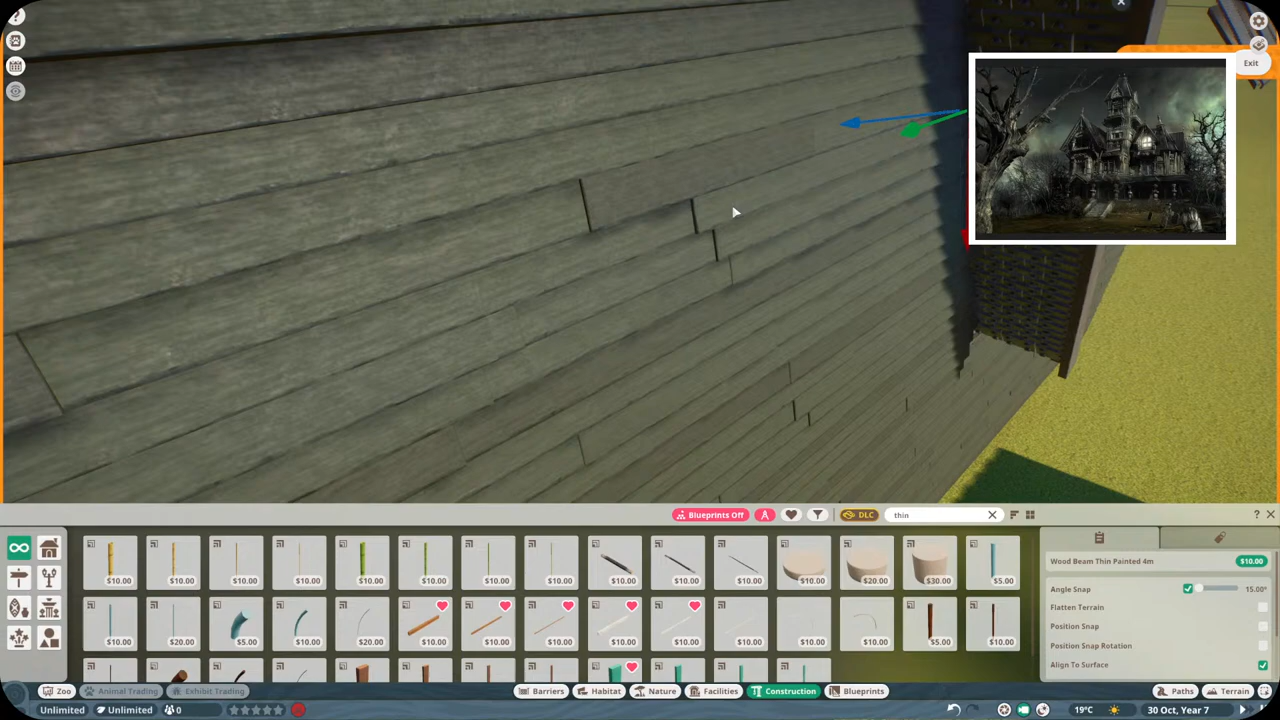 Exit
Blueprints Off
DLC
thin
$10.00 $10.00 $10.00 $10.00 $10.00 $10.00 $10.00 $10.00 $10.00 $10.00 $10.00 $10.00 $20.00 $30.00 $5.00
$10.00 $20.00 $5.00 $10.00 $20.00 $10.00 $10.00 $10.00 $10.00 $10.00 $10.00 $10.00 $10.00 $5.00 $10.00
Wood Beam Thin Painted 4m $10.00
Angle Snap 15.00°
Flatten Terrain
Position Snap
Position Snap Rotation
Align To Surface
Zoo Animal Trading Exhibit Trading Barriers Habitat Nature Facilities Construction Blueprints Paths Terrain
Unlimited Unlimited 0 19°C 30 Oct, Year 7